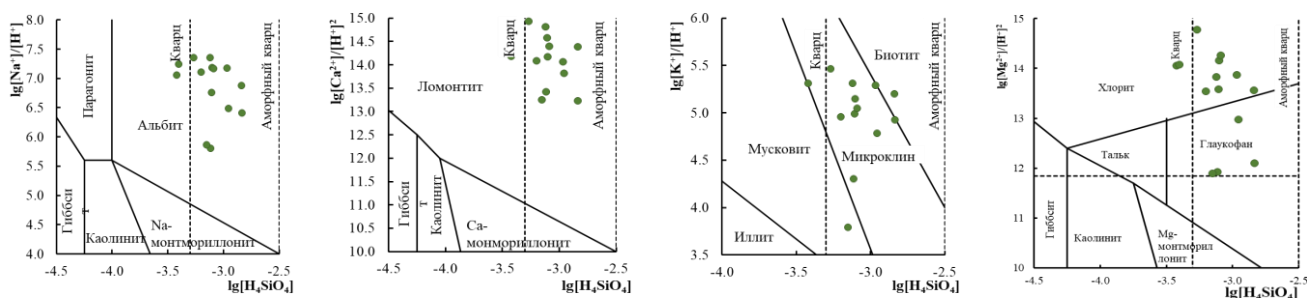 lg[Na⁺]/[H⁺]
8.0
7.5
7.0
6.5
6.0
5.5
5.0
4.5
4.0
-4.5
-4.0
-3.5
-3.0
-2.5
lg[H₄SiO₄]
Парагонит
Кварц
Альбит
Аморфный кварц
Гиббси
т
Каолинит
Na-
монтмориллонит
lg[Ca²⁺]/[H⁺]²
15.0
14.5
14.0
13.5
13.0
12.5
12.0
11.5
11.0
10.5
10.0
-4.5
-4.0
-3.5
-3.0
-2.5
lg[H₄SiO₄]
Кварц
Ломонтит
Аморфный кварц
Гиббси
т
Каолинит
Ca-
монмориллонит
lg[K⁺]/[H⁺]
6.0
5.5
5.0
4.5
4.0
3.5
-4.0
-3.5
-3.0
-2.5
lg[H₄SiO₄]
Кварц
Биотит
Мусковит
Микроклин
Аморфный кварц
Иллит
lg[Mg²⁺]/[H⁺]²
15
14
13
12
11
10
-4.5
-4.0
-3.5
-3.0
-2.5
lg[H₄SiO₄]
Кварц
Аморфный кварц
Хлорит
Тальк
Глаукофан
Гиббсит
Каолинит
Mg-
монтморил
лонит